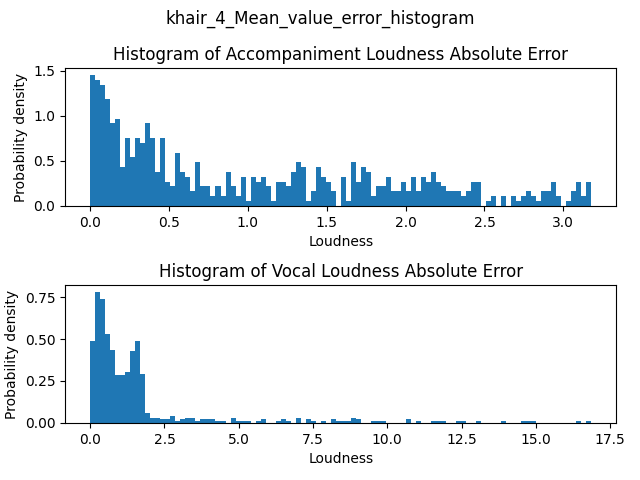 khair_4_Mean_value_error_histogram
Histogram of Accompaniment Loudness Absolute Error
Probability density
1.5
1.0
0.5
0.0
0.0 0.5 1.0 1.5 2.0 2.5 3.0
Loudness
Histogram of Vocal Loudness Absolute Error
Probability density
0.75
0.50
0.25
0.00
0.0 2.5 5.0 7.5 10.0 12.5 15.0 17.5
Loudness